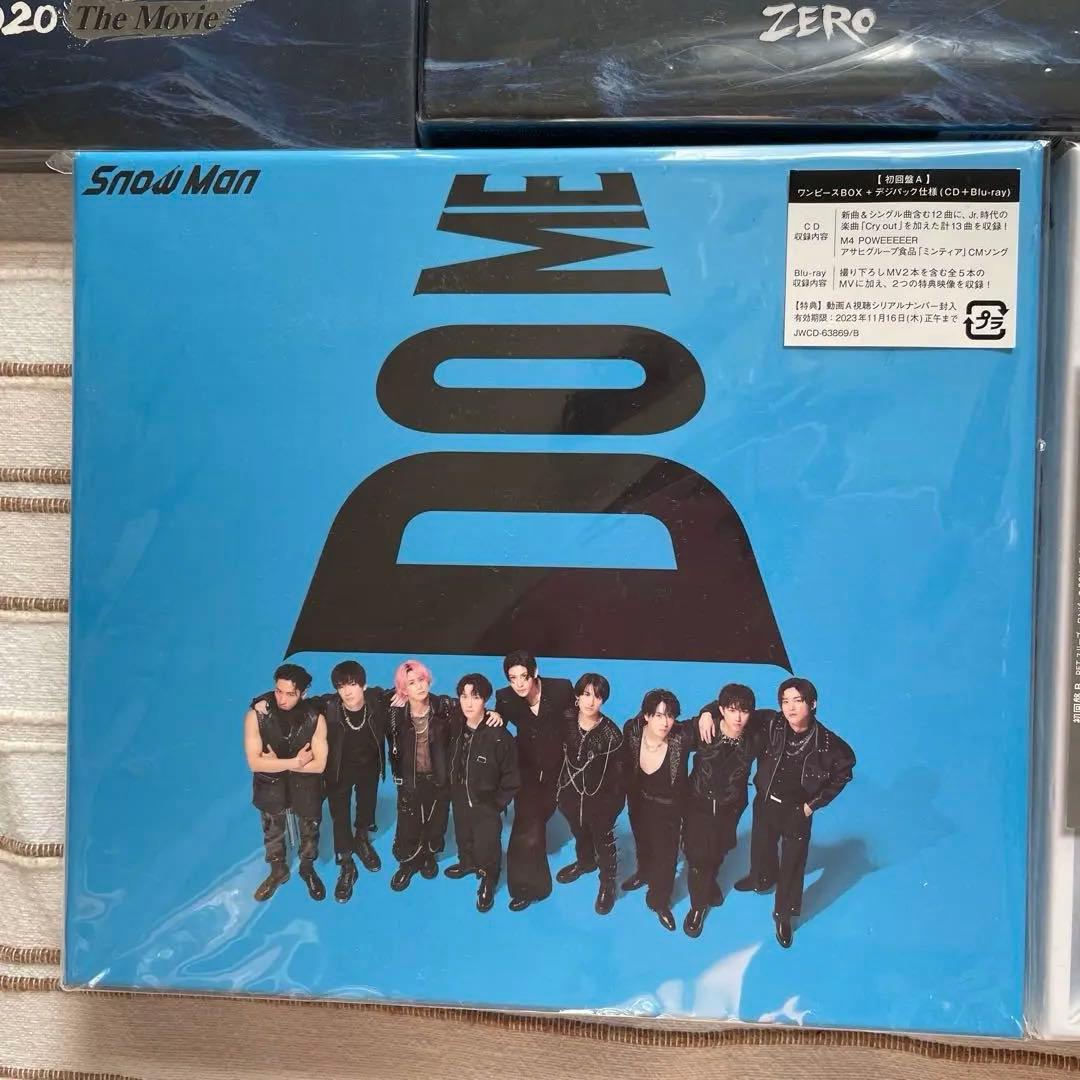 020 The Movie
ZERO
Snow Man
DOME
【 初回盤A 】
ワンピースBOX + デジパック仕様(CD+Blu-ray)
CD
収録内容
新曲&シングル曲含む12曲に、Jr.時代の
楽曲「Cry out」を加えた計13曲を収録!
M4 POWEEEEEER
アサヒグループ食品「ミンティア」CMソング
Blu-ray
収録内容
撮り下ろしMV2本を含む全5本の
MVに加え、2つの特典映像を収録!
【特典】動画A視聴シリアルナンバー封入
有効期限:2023年11月16日(木)正午まで
JWCD-63869/B
プラ
初回盤B